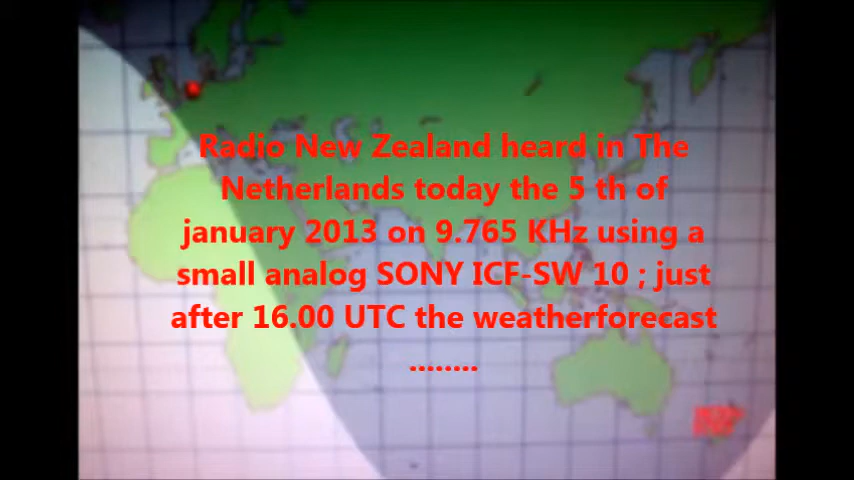 Radio New Zealand heard in The
Netherlands today the 5 th of
january 2013 on 9.765 KHz using a
small analog SONY ICF-SW 10 ; just
after 16.00 UTC the weatherforecast
........